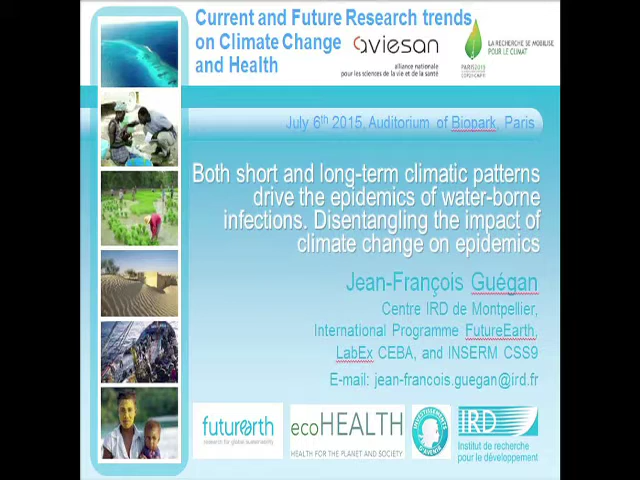 Current and Future Research trends
on Climate Change
and Health
aviesan
alliance nationale
pour les sciences de la vie et de la santé
LA RECHERCHE SE MOBILISE
POUR LE CLIMAT
PARIS2015
July 6th 2015, Auditorium of Biopark, Paris
Both short and long-term climatic patterns
drive the epidemics of water-borne
infections. Disentangling the impact of
climate change on epidemics
Jean-François Guégan
Centre IRD de Montpellier,
International Programme FutureEarth,
LabEx CEBA, and INSERM CSS9
E-mail: jean-francois.guegan@ird.fr
futurearth
research for global sustainability
ecoHEALTH
HEALTH FOR THE PLANET AND SOCIETY
INVESTISSEMENTS
D'AVENIR
IRD
Institut de recherche
pour le développement